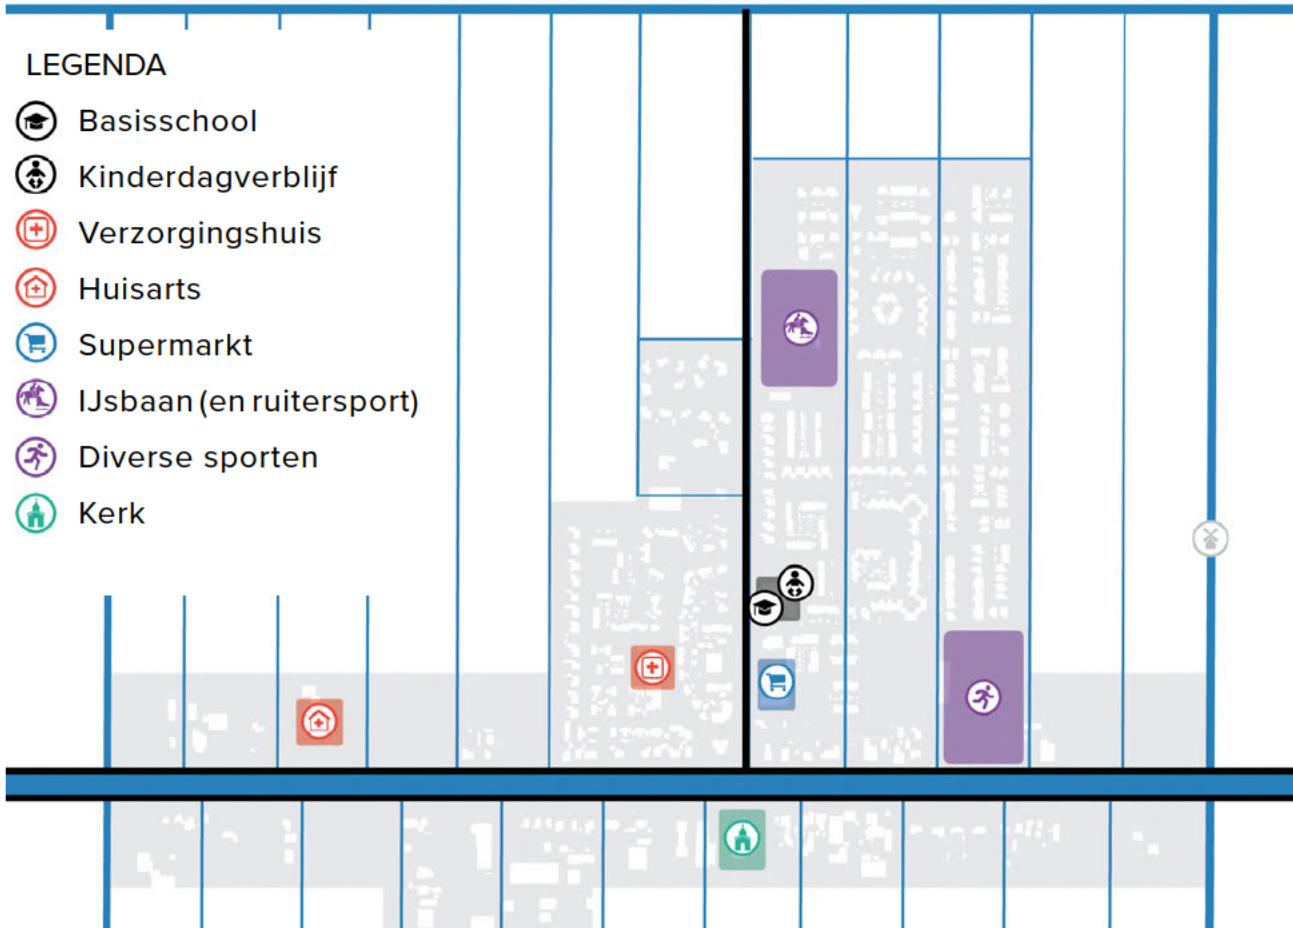 LEGENDA
Basisschool
Kinderdagverblijf
Verzorgingshuis
Huisarts
Supermarkt
IJsbaan (en ruitersport)
Diverse sporten
Kerk